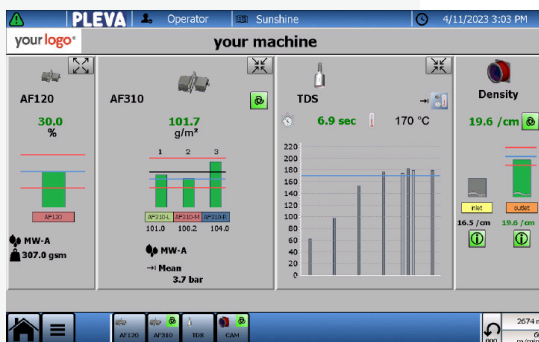 PLEVA Operator Sunshine 4/11/2023 3:03 PM
yourlogo® your machine
AF120
30.0
%
AF120
MW-A
307.0 gsm
AF310
101.7
g/m²
1 2 3
AF310-L AF310-M AF310-R
101.0 100.2 104.0
MW-A
Mean
3.7 bar
TDS
6.9 sec 170 °C
220
200
180
160
140
120
100
80
60
40
20
0
Density
19.6 /cm
inlet outlet
16.5 /cm 19.6 /cm
AF120 AF310 TDS CAM
2674